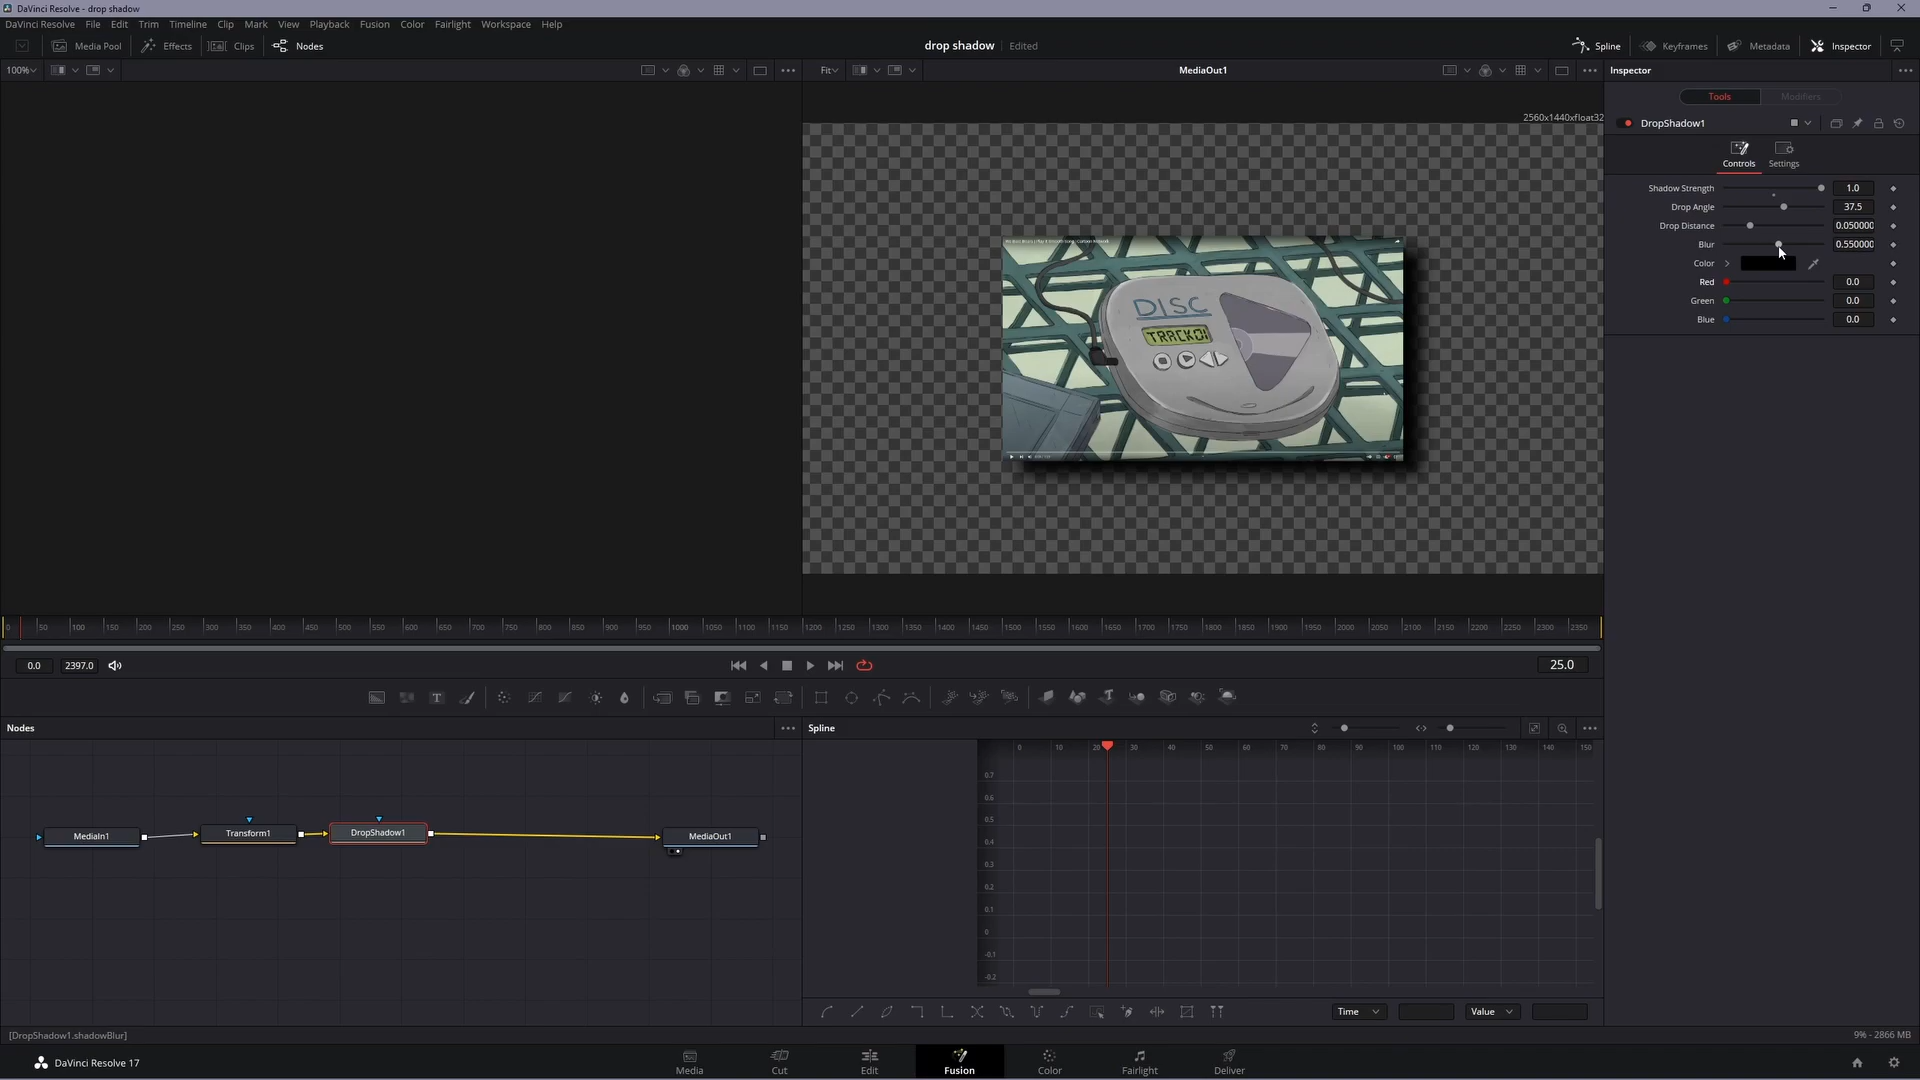 DaVinci Resolve - drop shadow
DaVinci Resolve File Edit Trim Timeline Clip Mark View Playback Fusion Color Fairlight Workspace Help
Media Pool Effects Clips Nodes drop shadow Edited Spline Keyframes Metadata Inspector
100% Fit MediaOut1 Inspector
Tools Modifiers
2560x1440xfloat32
DropShadow1
Controls Settings
Shadow Strength 1.0
Drop Angle 37.5
Drop Distance 0.050000
Blur 0.550000
Color
Red 0.0
Green 0.0
Blue 0.0
DISC
TRACK01
0 50 100 150 200 250 300 350 400 450 500 550 600 650 700 750 800 850 900 950 1000 1050 1100 1150 1200 1250 1300 1350 1400 1450 1500 1550 1600 1650 1700 1750 1800 1850 1900 1950 2000 2050 2100 2150 2200 2250 2300 2350
0.0 2397.0 25.0
T
Nodes Spline
0 10 20 30 40 50 60 70 80 90 100 110 120 130 140 150
0.7
0.6
0.5
0.4
0.3
0.2
0.1
0
-0.1
-0.2
MediaIn1 Transform1 DropShadow1 MediaOut1
Time Value
[DropShadow1.shadowBlur] 9% - 2866 MB
DaVinci Resolve 17 Media Cut Edit Fusion Color Fairlight Deliver